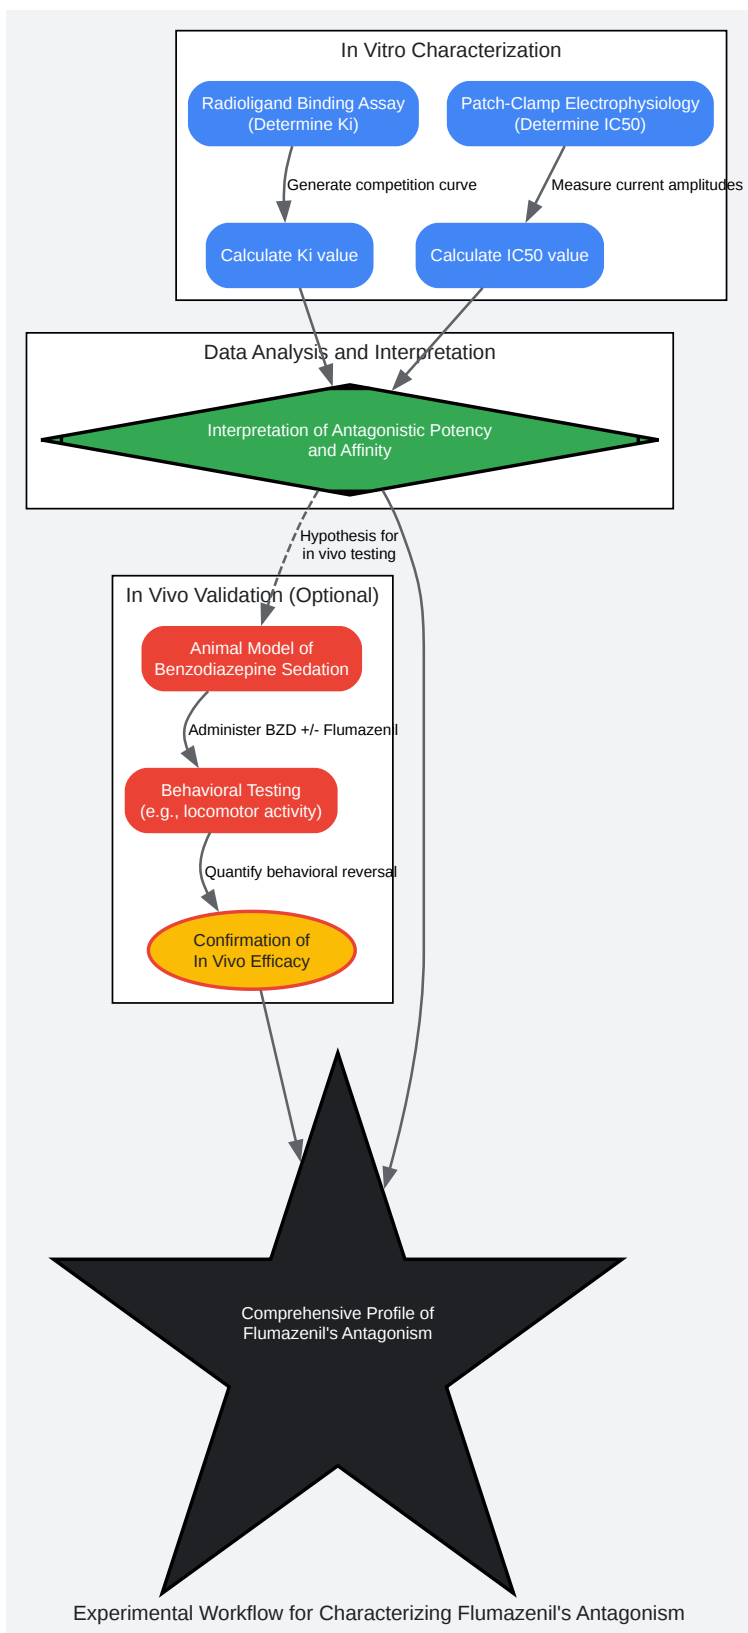 In Vitro Characterization
Radioligand Binding Assay
(Determine Ki)
Patch-Clamp Electrophysiology
(Determine IC50)
Generate competition curve
Measure current amplitudes
Calculate Ki value
Calculate IC50 value
Data Analysis and Interpretation
Interpretation of Antagonistic Potency
and Affinity
Hypothesis for
in vivo testing
In Vivo Validation (Optional)
Animal Model of
Benzodiazepine Sedation
Administer BZD +/- Flumazenil
Behavioral Testing
(e.g., locomotor activity)
Quantify behavioral reversal
Confirmation of
In Vivo Efficacy
Comprehensive Profile of
Flumazenil's Antagonism
Experimental Workflow for Characterizing Flumazenil's Antagonism